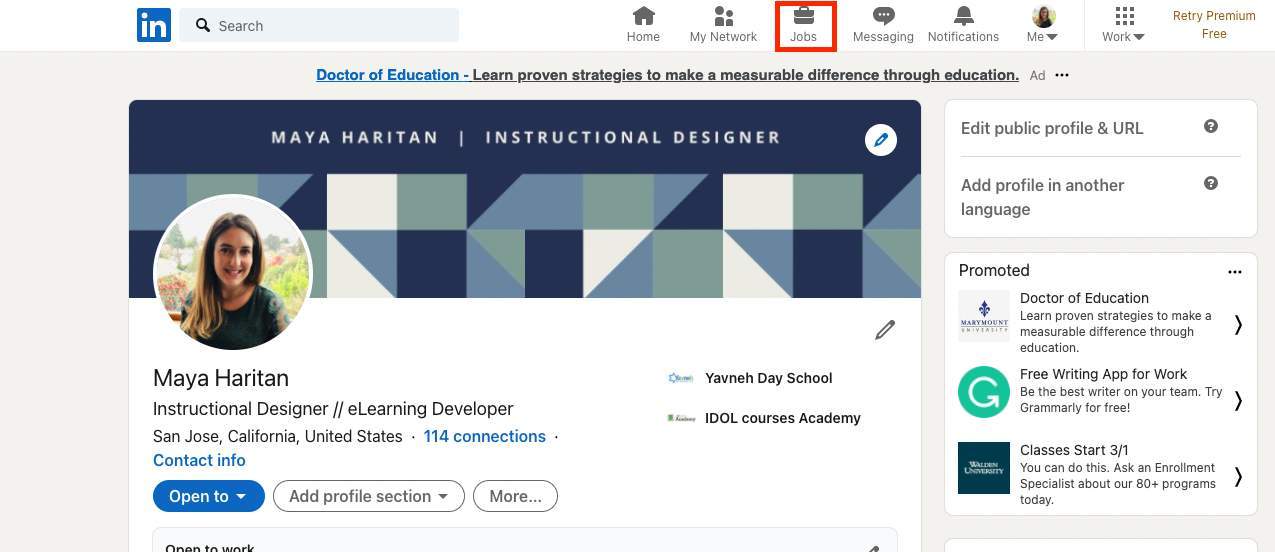 in
Search
Home
My Network
Jobs
Messaging
Notifications
Me
Work
Retry Premium
Free
Doctor of Education - Learn proven strategies to make a measurable difference through education. Ad
MAYA HARITAN | INSTRUCTIONAL DESIGNER
Maya Haritan
Instructional Designer // eLearning Developer
San Jose, California, United States · 114 connections ·
Contact info
Yavneh Day School
IDOL courses Academy
Open to
Add profile section
More...
Open to work
Edit public profile & URL
Add profile in another
language
Promoted
MARYMOUNT
UNIVERSITY
Doctor of Education
Learn proven strategies to make a
measurable difference through
education.
Free Writing App for Work
Be the best writer on your team. Try
Grammarly for free!
WALDEN
UNIVERSITY
Classes Start 3/1
You can do this. Ask an Enrollment
Specialist about our 80+ programs
today.